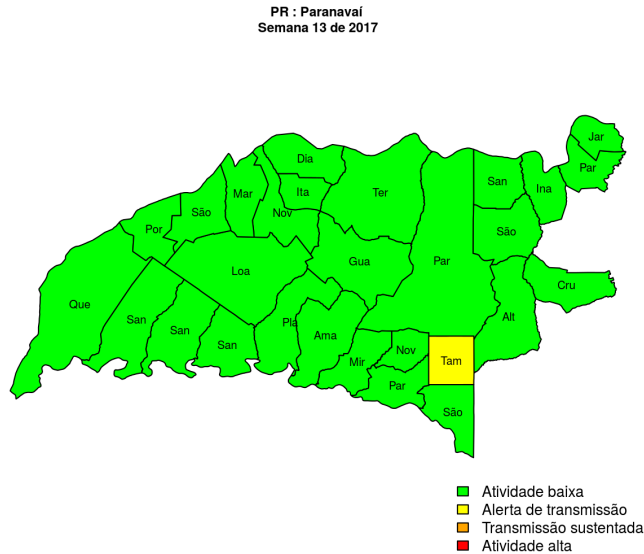 PR : Paranavaí
Semana 13 de 2017
Jar
Par
Dia
San
Ina
Mar
Ita
Ter
São
Nov
Por
São
Par
Loa
Gua
Cru
Que
San
San
Pla
Ama
Alt
San
Mir
Nov
Tam
Par
São
Atividade baixa
Alerta de transmissão
Transmissão sustentada
Atividade alta